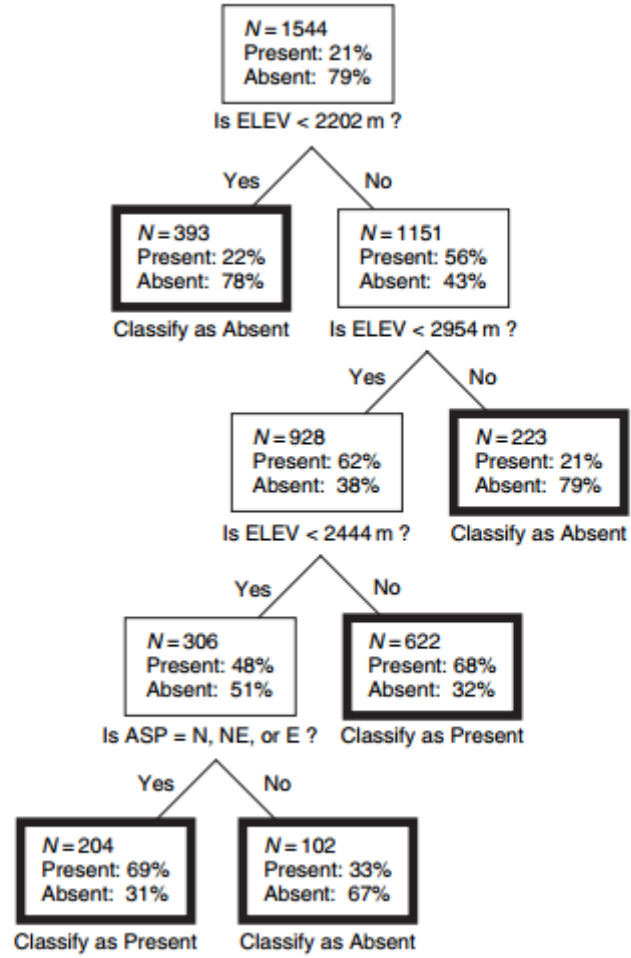 N = 1544
Present: 21%
Absent: 79%
Is ELEV < 2202 m ?
Yes
No
N = 393
Present: 22%
Absent: 78%
Classify as Absent
N = 1151
Present: 56%
Absent: 43%
Is ELEV < 2954 m ?
Yes
No
N = 928
Present: 62%
Absent: 38%
Is ELEV < 2444 m ?
N = 223
Present: 21%
Absent: 79%
Classify as Absent
Yes
No
N = 306
Present: 48%
Absent: 51%
Is ASP = N, NE, or E ?
N = 622
Present: 68%
Absent: 32%
Classify as Present
Yes
No
N = 204
Present: 69%
Absent: 31%
Classify as Present
N = 102
Present: 33%
Absent: 67%
Classify as Absent